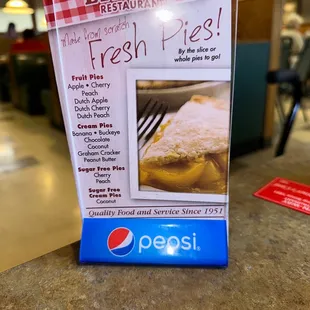 RESTAURANT
Made from scratch
Fresh Pies!
By the slice or
whole pies to go!
Fruit Pies
Apple • Cherry
Peach
Dutch Apple
Dutch Cherry
Dutch Peach
Cream Pies
Banana • Buckeye
Chocolate
Coconut
Graham Cracker
Peanut Butter
Sugar Free Pies
Cherry
Peach
Sugar Free
Cream Pies
Coconut
Quality Food and Service Since 1951
pepsi